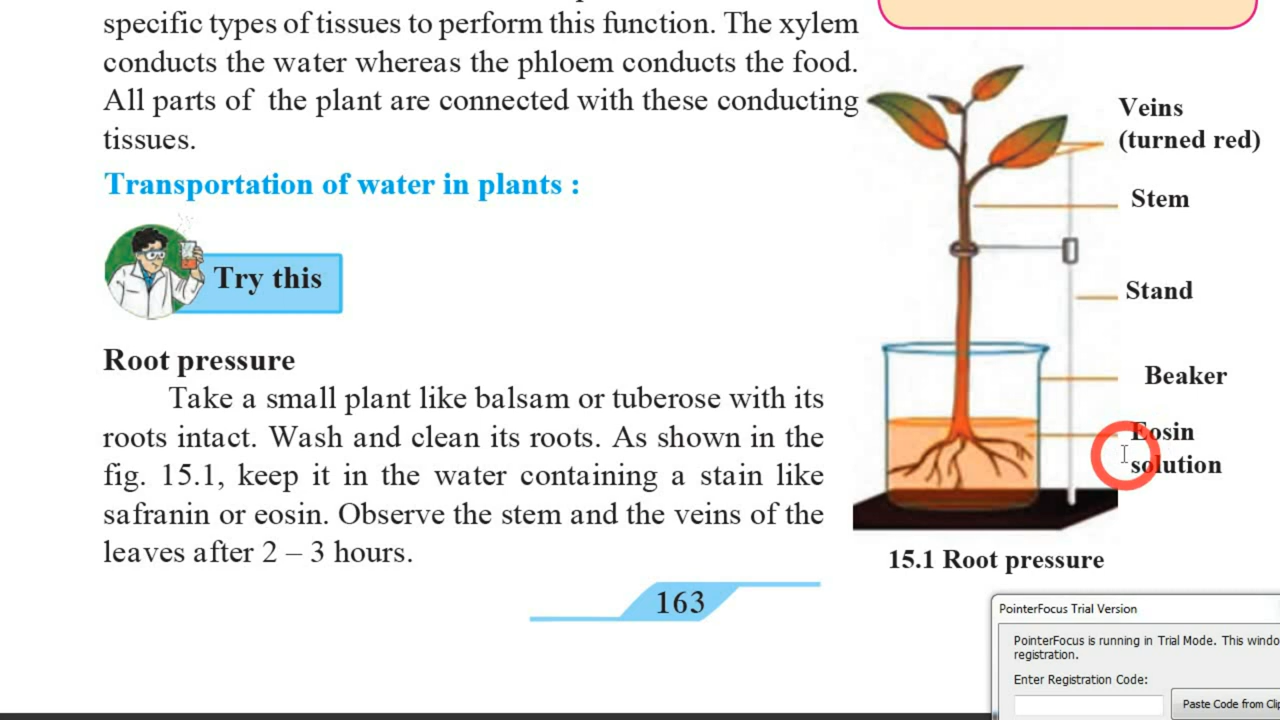 specific types of tissues to perform this function. The xylem
conducts the water whereas the phloem conducts the food.
All parts of the plant are connected with these conducting
tissues.
Transportation of water in plants :
Try this
Root pressure
Take a small plant like balsam or tuberose with its
roots intact. Wash and clean its roots. As shown in the
fig. 15.1, keep it in the water containing a stain like
safranin or eosin. Observe the stem and the veins of the
leaves after 2 – 3 hours.
163
Veins
(turned red)
Stem
Stand
Beaker
Eosin
solution
15.1 Root pressure
PointerFocus Trial Version
PointerFocus is running in Trial Mode. This
registration.
Enter Registration Code:
Paste Code from